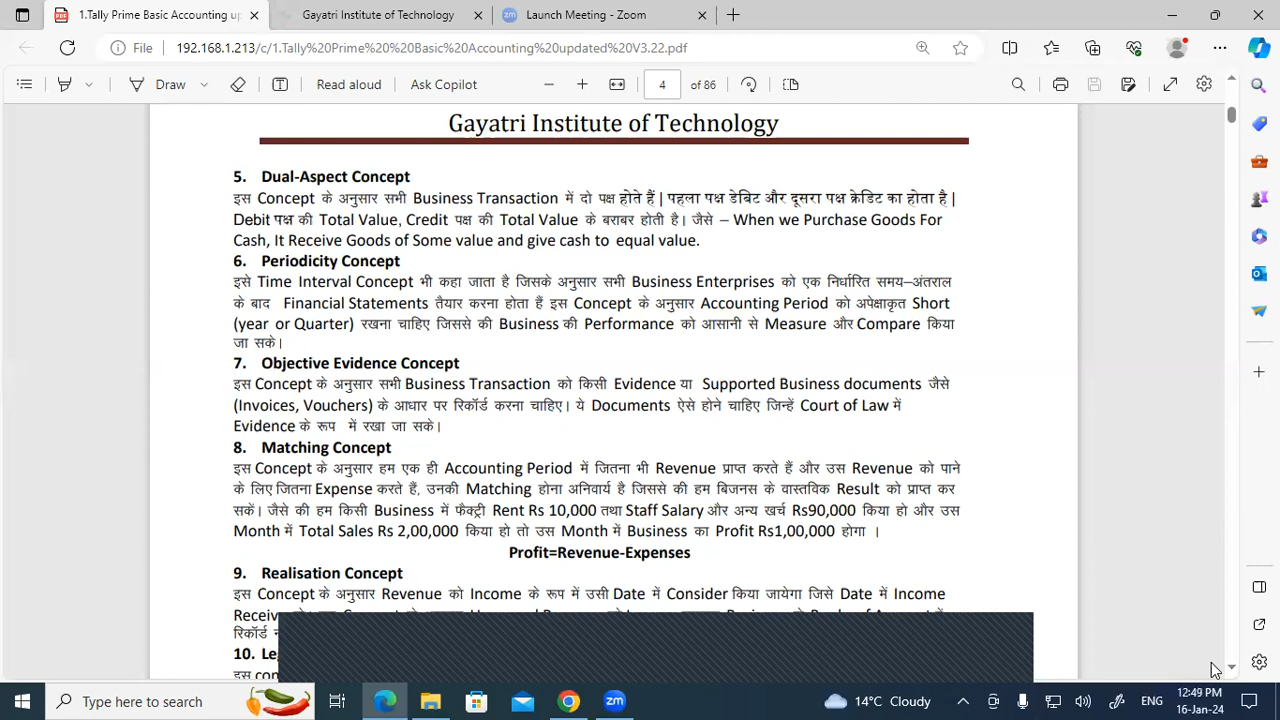 1.Tally Prime Basic Accounting up
Gayatri Institute of Technology
Launch Meeting - Zoom
File
192.168.1.213/c/1.Tally%20Prime%20%20Basic%20Accounting%20updated%20V3.22.pdf
Draw
Read aloud
Ask Copilot
4
of 86
Gayatri Institute of Technology
5. Dual-Aspect Concept
इस Concept के अनुसार सभी Business Transaction में दो पक्ष होते हैं | पहला पक्ष डेबिट और दूसरा पक्ष क्रेडिट का होता है |
Debit पक्ष की Total Value, Credit पक्ष की Total Value के बराबर होती है। जैसे – When we Purchase Goods For
Cash, It Receive Goods of Some value and give cash to equal value.
6. Periodicity Concept
इसे Time Interval Concept भी कहा जाता है जिसके अनुसार सभी Business Enterprises को एक निर्धारित समय–अंतराल
के बाद Financial Statements तैयार करना होता हैं इस Concept के अनुसार Accounting Period को अपेक्षाकृत Short
(year or Quarter) रखना चाहिए जिससे की Business की Performance को आसानी से Measure और Compare किया
जा सके।
7. Objective Evidence Concept
इस Concept के अनुसार सभी Business Transaction को किसी Evidence या Supported Business documents जैसे
(Invoices, Vouchers) के आधार पर रिकॉर्ड करना चाहिए। ये Documents ऐसे होने चाहिए जिन्हें Court of Law में
Evidence के रूप में रखा जा सके।
8. Matching Concept
इस Concept के अनुसार हम एक ही Accounting Period में जितना भी Revenue प्राप्त करते हैं और उस Revenue को पाने
के लिए जितना Expense करते हैं, उनकी Matching होना अनिवार्य है जिससे की हम बिजनस के वास्तविक Result को प्राप्त कर
सकें। जैसे की हम किसी Business में फैक्ट्री Rent Rs 10,000 तथा Staff Salary और अन्य खर्च Rs90,000 किया हो और उस
Month में Total Sales Rs 2,00,000 किया हो तो उस Month में Business का Profit Rs1,00,000 होगा ।
Profit=Revenue-Expenses
9. Realisation Concept
इस Concept के अनुसार Revenue को Income के रूप में उसी Date में Consider किया जायेगा जिसे Date में Income
रिकॉर्ड
10.
इस
Type here to search
14°C Cloudy
ENG
12:49 PM
16-Jan-24